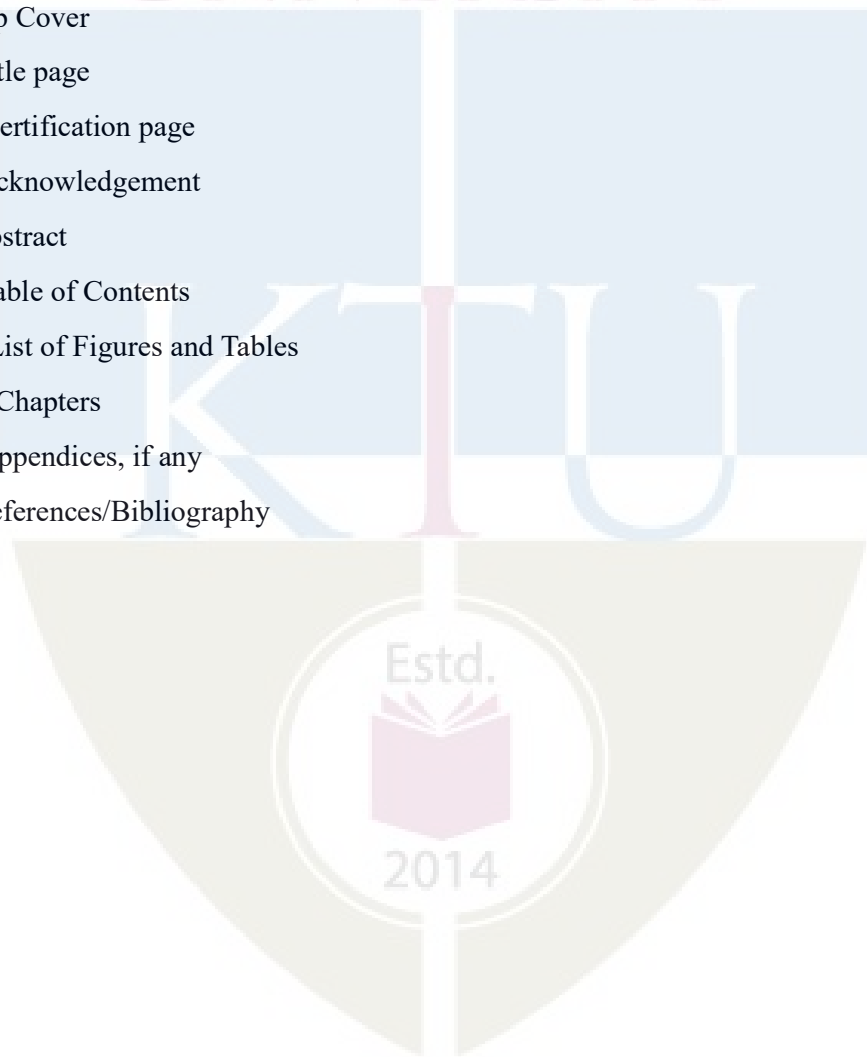 p Cover
tle page
ertification page
cknowledgement
bstract
able of Contents
List of Figures and Tables
Chapters
ppendices, if any
eferences/Bibliography
KTU
Estd.
2014